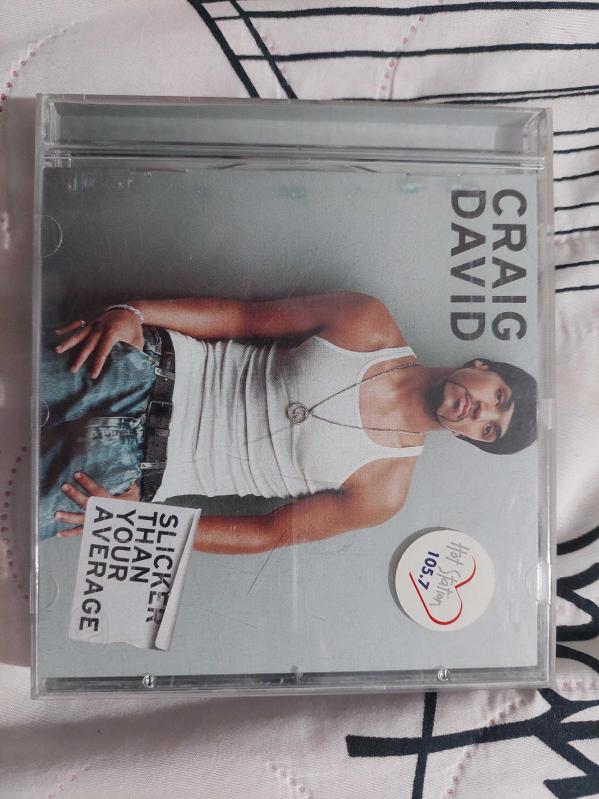 CRAIG
DAVID
Hot Station
105.7
SLICKER
THAN
YOUR
AVERAGE